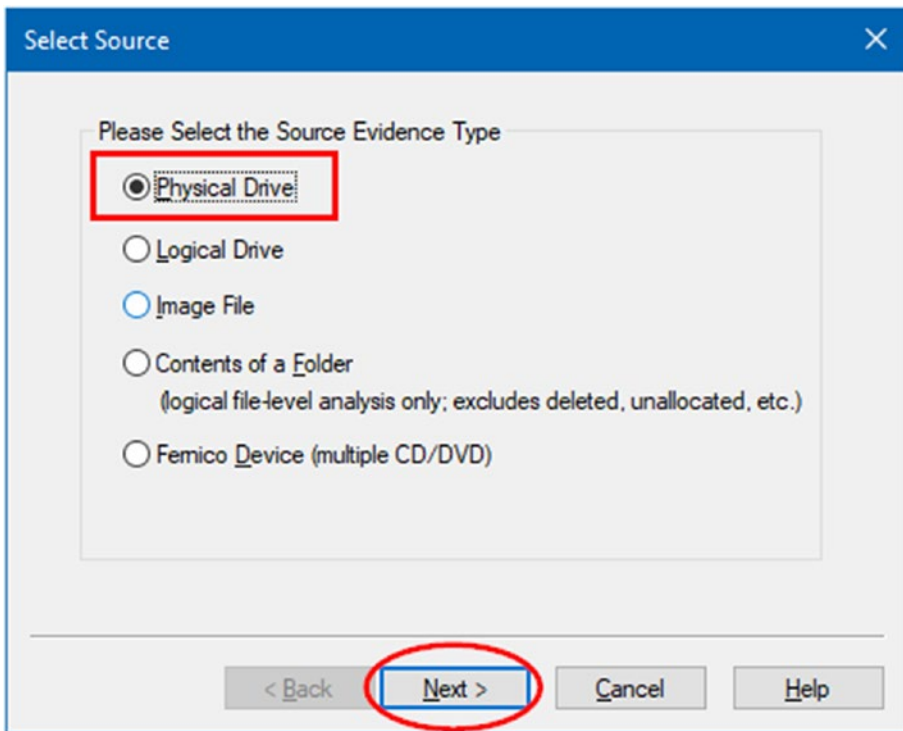 Select Source
Please Select the Source Evidence Type
Physical Drive
Logical Drive
Image File
Contents of a Folder
(logical file-level analysis only; excludes deleted, unallocated, etc.)
Fernico Device (multiple CD/DVD)
< Back Next > Cancel Help